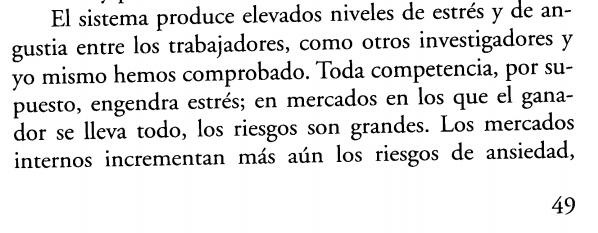 El sistema produce elevados niveles de estrés y de an-
gustia entre los trabajadores, como otros investigadores y
yo mismo hemos comprobado. Toda competencia, por su-
puesto, engendra estrés; en mercados en los que el gana-
dor se lleva todo, los riesgos son grandes. Los mercados
internos incrementan más aún los riesgos de ansiedad,
49